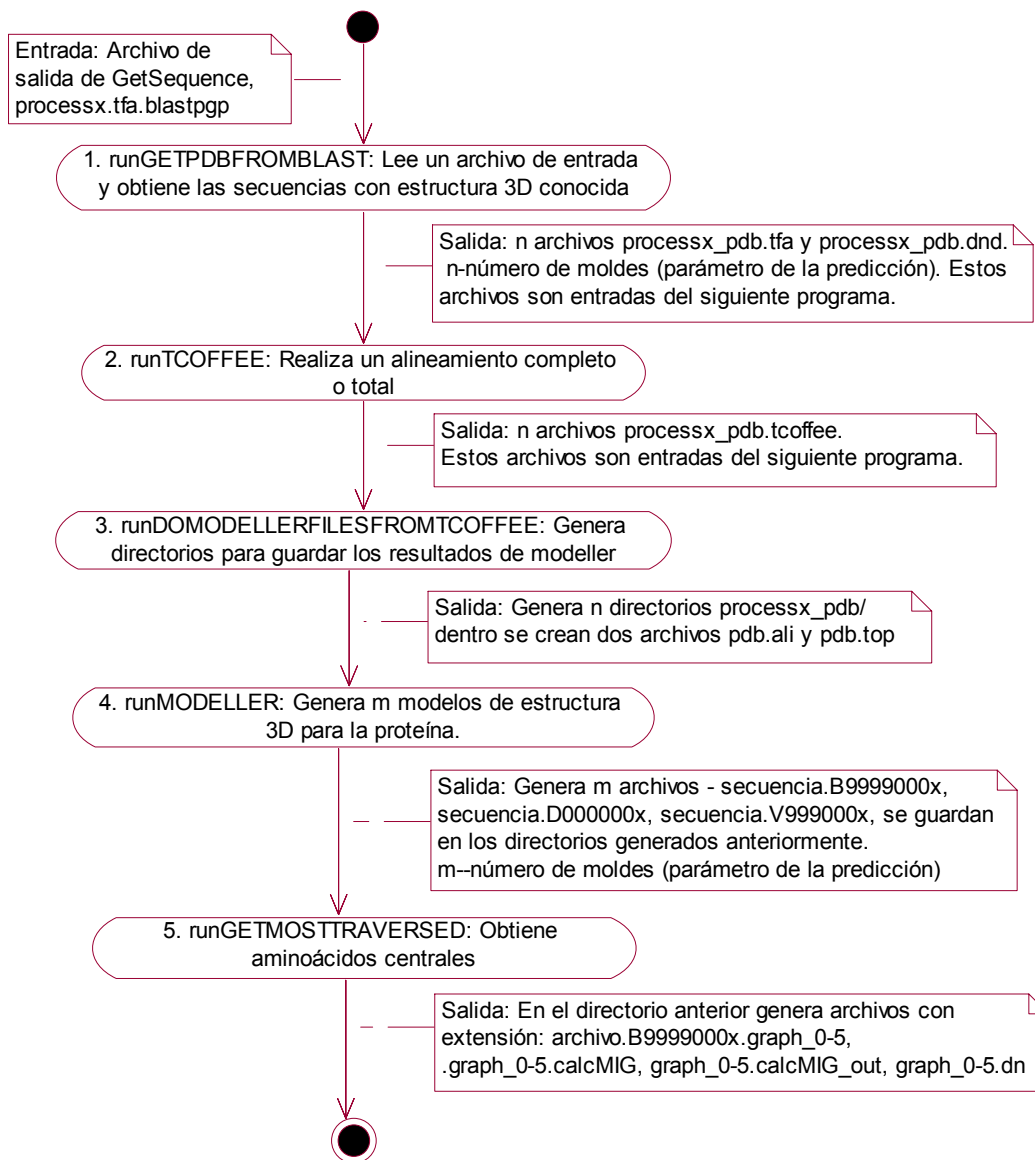 Entrada: Archivo de
salida de GetSequence,
processx.tfa.blastpgp
1. runGETPDBFROMBLAST: Lee un archivo de entrada
y obtiene las secuencias con estructura 3D conocida
Salida: n archivos processx_pdb.tfa y processx_pdb.dnd.
n-número de moldes (parámetro de la predicción). Estos
archivos son entradas del siguiente programa.
2. runTCOFFEE: Realiza un alineamiento completo
o total
Salida: n archivos processx_pdb.tcoffee.
Estos archivos son entradas del siguiente programa.
3. runDOMODELLERFILESFROMTCOFFEE: Genera
directorios para guardar los resultados de modeller
Salida: Genera n directorios processx_pdb/
dentro se crean dos archivos pdb.ali y pdb.top
4. runMODELLER: Genera m modelos de estructura
3D para la proteína.
Salida: Genera m archivos - secuencia.B9999000x,
secuencia.D000000x, secuencia.V999000x, se guardan
en los directorios generados anteriormente.
m--número de moldes (parámetro de la predicción)
5. runGETMOSTTRAVERSED: Obtiene
aminoácidos centrales
Salida: En el directorio anterior genera archivos con
extensión: archivo.B9999000x.graph_0-5,
.graph_0-5.calcMIG, graph_0-5.calcMIG_out, graph_0-5.dn